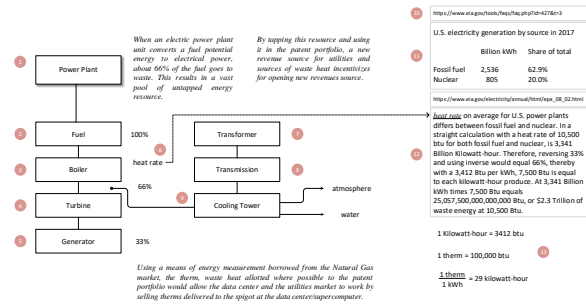 When an electric power plant
unit converts a fuel potential
energy to electrical power,
about 66% of the fuel goes to
waste. This results in a vast
pool of untapped energy
resource.
By tapping this resource and using
it in the patent portfolio, a new
revenue source for utilities and
sources of waste heat incentivizes
for opening new revenues source.
1
Power Plant
2
Fuel
100%
6
heat rate
3
Boiler
66%
4
Turbine
5
Generator
33%
Transformer
7
Transmission
8
Cooling Tower
atmosphere
water
Using a means of energy measurement borrowed from the Natural Gas
market, the therm, waste heat allotted where possible to the patent
portfolio would allow the data center and the utilities market to work by
selling therms delivered to the spigot at the data center/supercomputer.
10
https://www.eia.gov/tools/faqs/faq.php?id=427&t=3
11
U.S. electricity generation by source in 2017
Billion kWh Share of total
Fossil fuel 2,536 62.9%
Nuclear 805 20.0%
https://www.eia.gov/electricity/annual/html/epa_08_02.html
12
heat rate on average for U.S. power plants
differs between fossil fuel and nuclear. In a
straight calculation with a heat rate of 10,500
btu for both fossil fuel and nuclear, is 3,341
Billion Kilowatt-hour. Therefore, reversing 33%
and using inverse would equal 66%, thereby
with a 3,412 Btu per kWh, 7,500 Btu is equal
to each kilowatt-hour produce. At 3,341 Billion
kWh times 7,500 Btu equals
25,057,500,000,000,000 Btu, or $2.3 Trillion of
waste energy at 10,500 Btu.
1 Kilowatt-hour = 3412 btu
1 therm = 100,000 btu
13
1 therm
1 kWh
≈ 29 kilowatt-hour